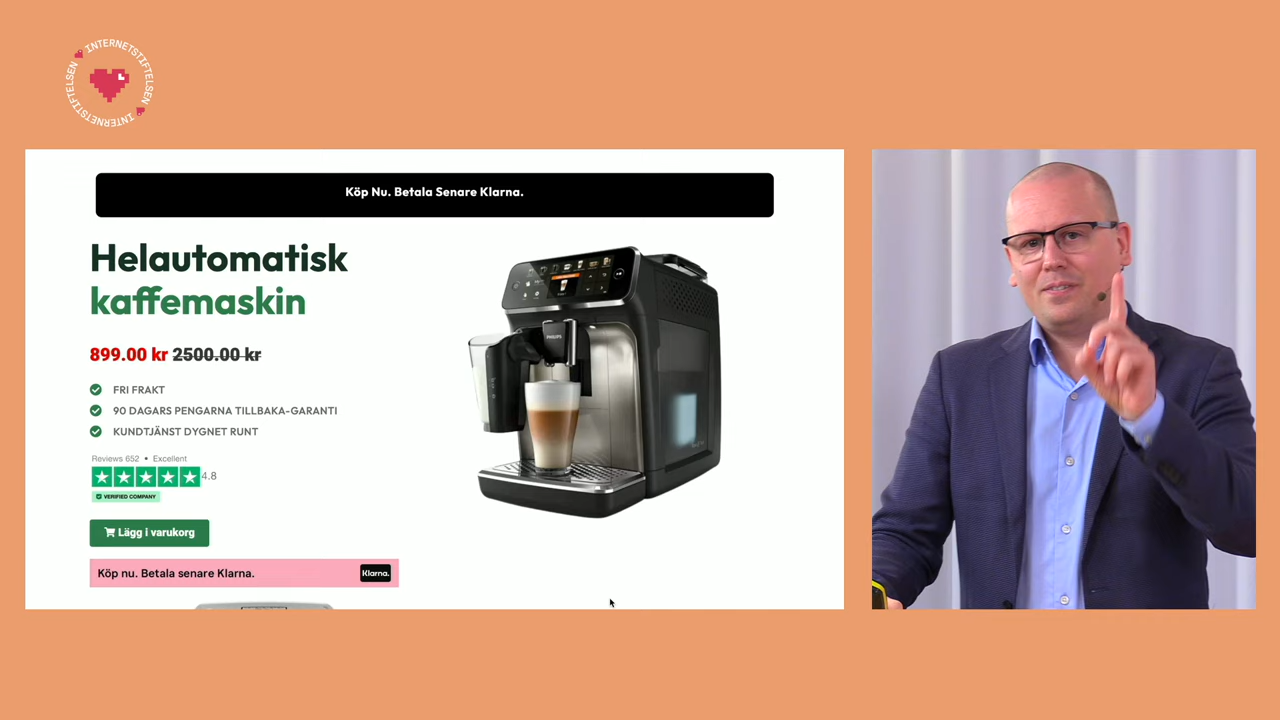 INTERNETSTIFTELSEN
INTERNETSTIFTELSEN
Köp Nu. Betala Senare Klarna.
Helautomatisk
kaffemaskin
899.00 kr 2500.00 kr
FRI FRAKT
90 DAGARS PENGARNA TILLBAKA-GARANTI
KUNDTJÄNST DYGNET RUNT
Reviews 652 • Excellent
4.8
VERIFIED COMPANY
Lägg i varukorg
Köp nu. Betala senare Klarna.
Klarna.
PHILIPS